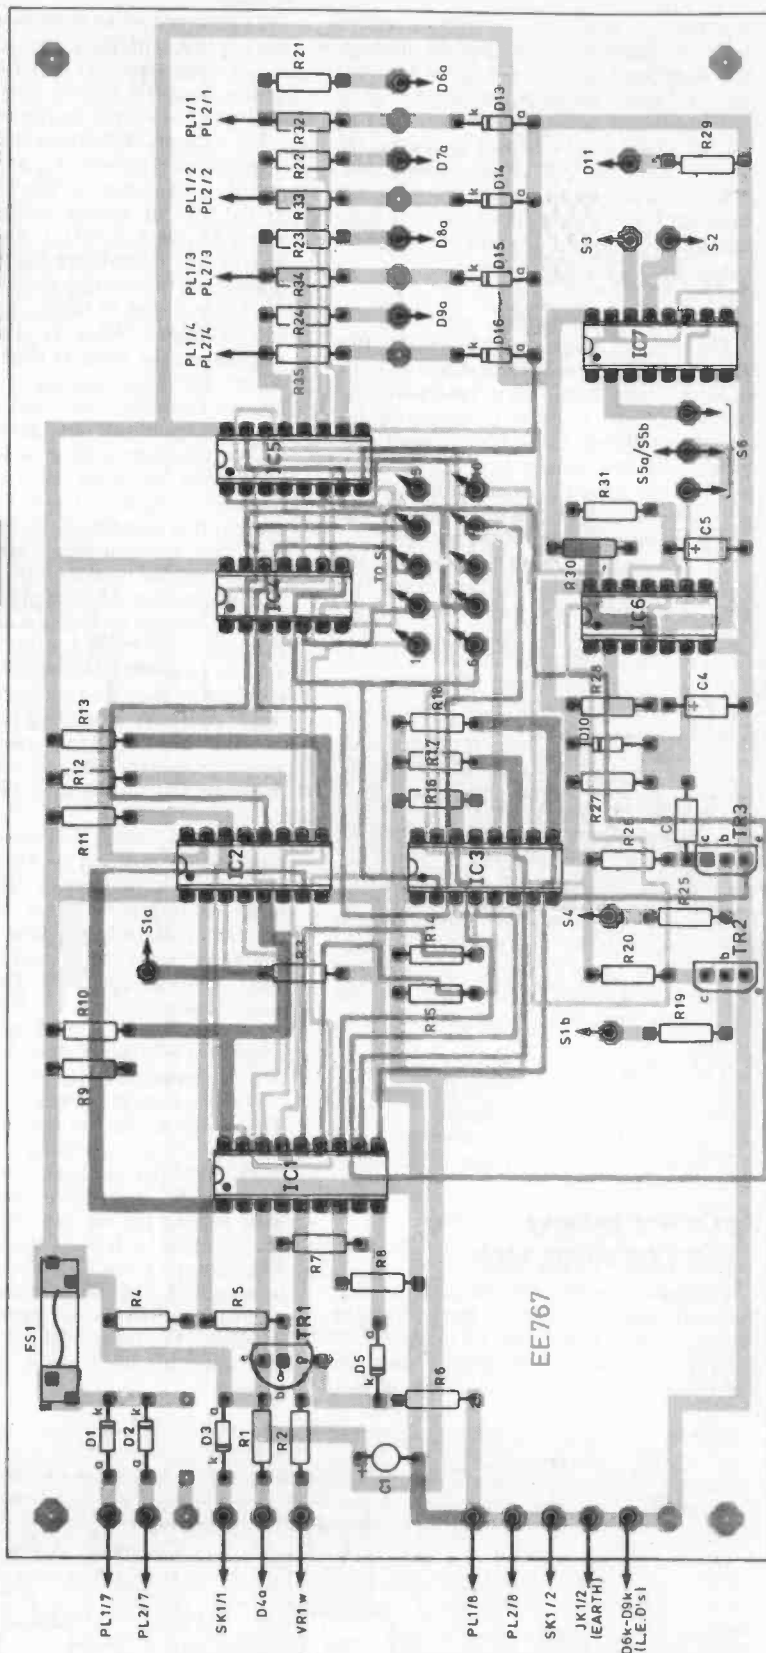 R21
D6a
PL1/1
PL2/1
R32
D13
k
a
R22
D7a
D11
R29
PL1/2
PL2/2
R33
D14
k
a
R23
D8a
S3
S2
PL1/3
PL2/3
R34
D15
k
a
R24
D9a
PL1/4
PL2/4
R35
D16
k
a
IC7
IC5
S5a/S5b
S6
R31
C5
+
R30
IC4
TO S
5
1
6
IC6
R13
R12
R11
R18
R17
R16
R28
C4
+
D10
R27
C3
R26
IC2
IC3
TR3
c
b
e
S1a
R3
R14
R15
S4
R25
R20
TR2
c
b
R10
R9
S1b
R19
IC1
R7
R8
FS1
R4
R5
TR1
b
D5
a
k
R6
EE767
D1
k
a
D2
k
a
D3
a
k
R1
R2
C1
+
PL1/7
PL2/7
SK1/1
D4a
VR1w
PL1/8
PL2/8
SK1/2
JK1/2
(EARTH)
D6k-D9k
(L.E.D's)